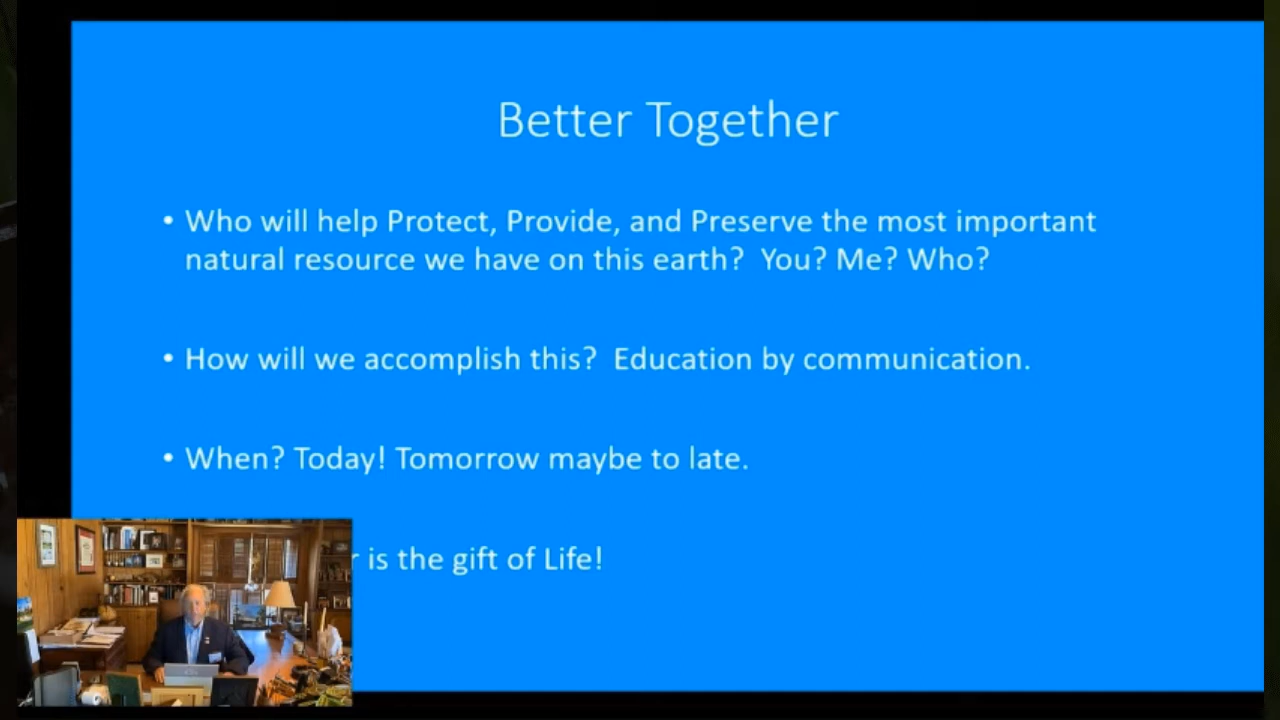 Better Together
• Who will help Protect, Provide, and Preserve the most important
natural resource we have on this earth?  You? Me? Who?
• How will we accomplish this?  Education by communication.
• When? Today! Tomorrow maybe to late.
is the gift of Life!